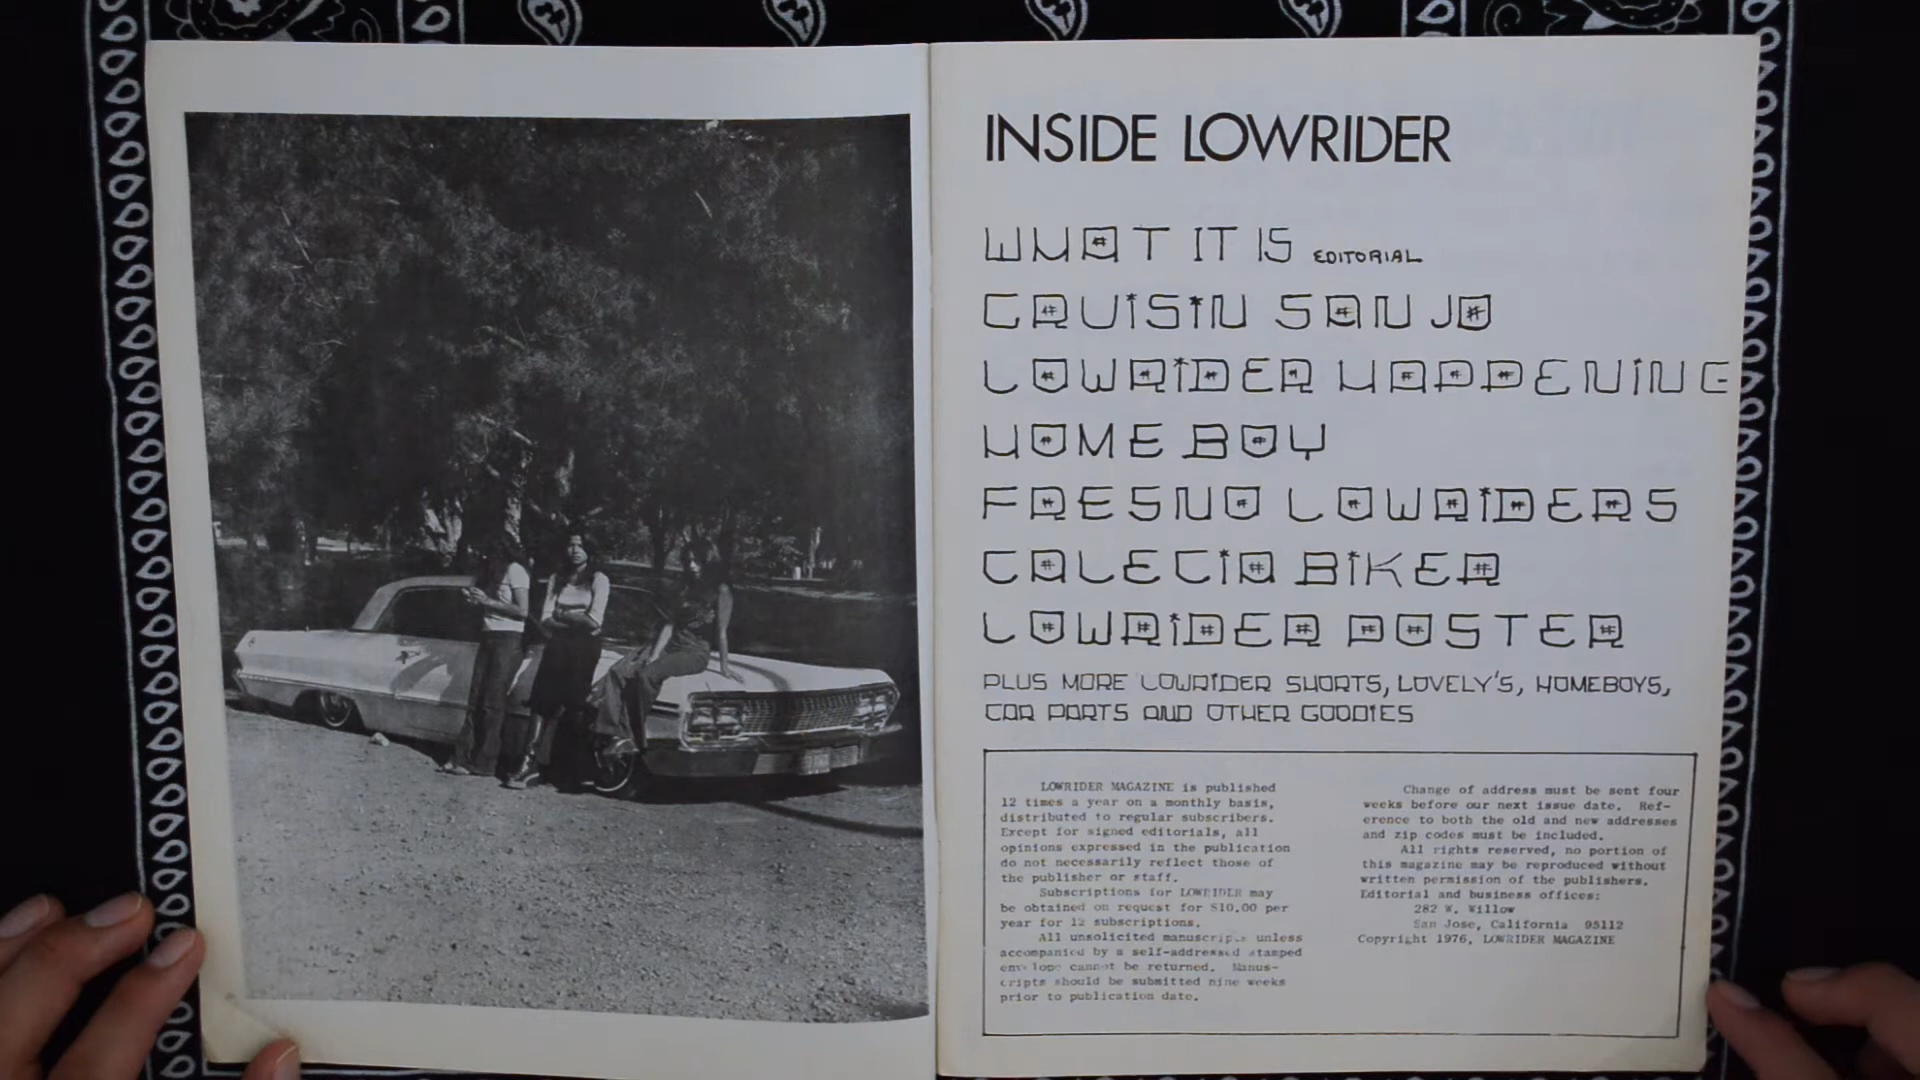 INSIDE LOWRIDER
WHAT IT IS EDITORIAL
CRUISIN SAN JO
LOWRIDER HAPPENING
HOME BOY
FRESNO LOWRIDERS
CALECIA BIKER
LOWRIDER POSTER
PLUS MORE LOWRIDER SHORTS, LOVELY'S, HOMEBOYS,
CAR PARTS AND OTHER GOODIES
LOWRIDER MAGAZINE is published
12 times a year on a monthly basis,
distributed to regular subscribers.
Except for signed editorials, all
opinions expressed in the publication
do not necessarily reflect those of
the publisher or staff.
Subscriptions for LOWRIDER may
be obtained on request for $10.00 per
year for 12 subscriptions.
All unsolicited manuscripts unless
accompanied by a self-addressed stamped
envelope cannot be returned. Manus-
cripts should be submitted nine weeks
prior to publication date.
Change of address must be sent four
weeks before our next issue date. Ref-
erence to both the old and new addresses
and zip codes must be included.
All rights reserved, no portion of
this magazine may be reproduced without
written permission of the publishers.
Editorial and business offices:
282 W. Willow
San Jose, California 95112
Copyright 1976, LOWRIDER MAGAZINE